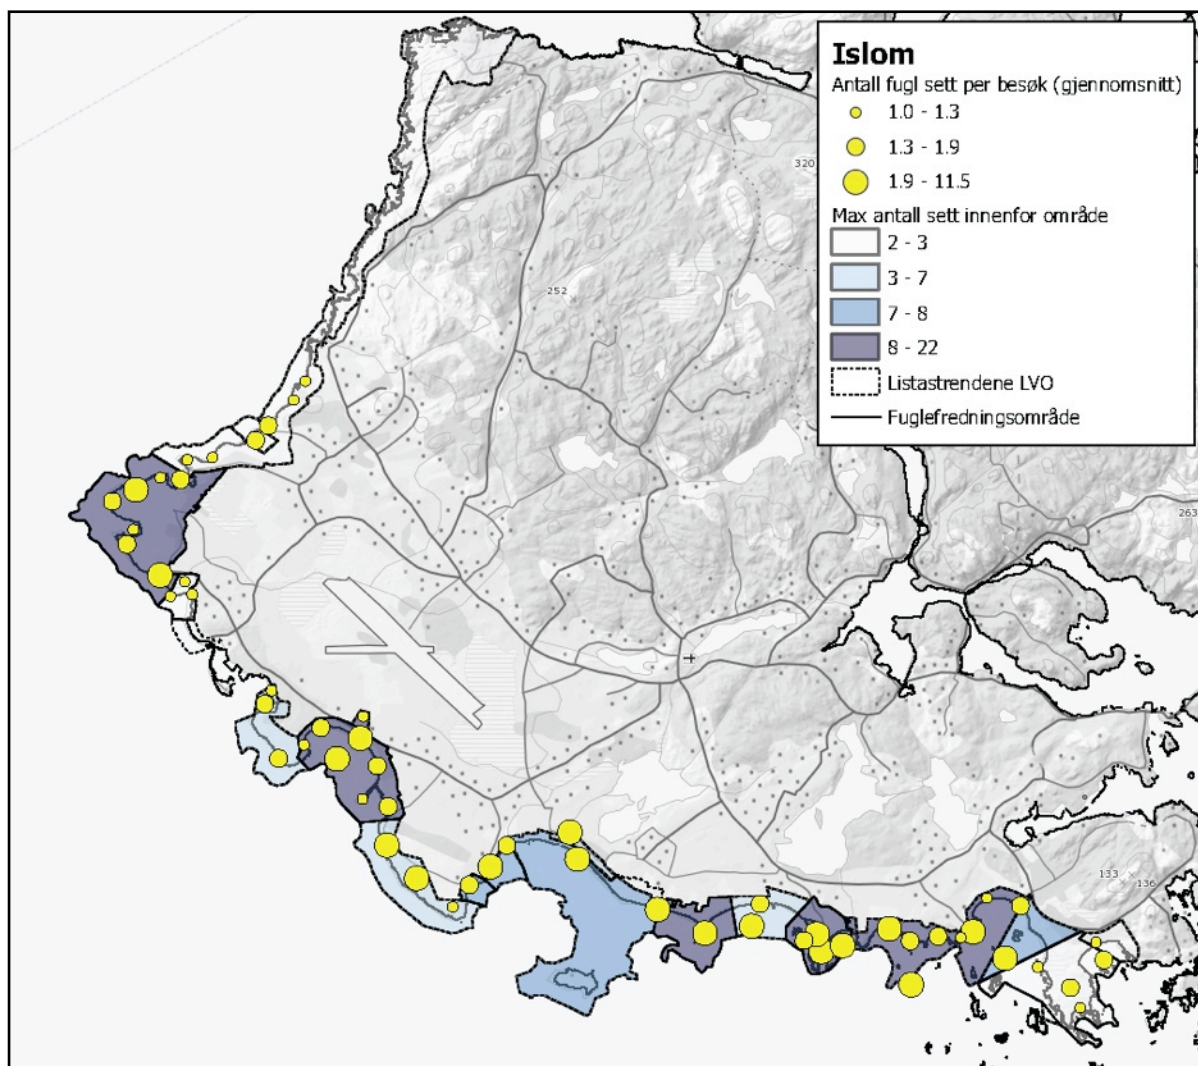 Islom
Antall fugl sett per besøk (gjennomsnitt)
1.0 - 1.3
1.3 - 1.9
1.9 - 11.5
Max antall sett innenfor område
2 - 3
3 - 7
7 - 8
8 - 22
Listastrendene LVO
Fuglefredningsområde
320
252
263
133
136